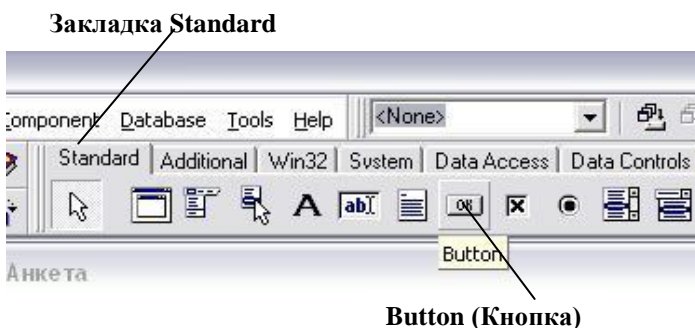 Закладка Standard
Component Database Tools Help <None>
Standard Additional Win32 System Data Access Data Controls
A ab OK
Button
Анкета
Button (Кнопка)